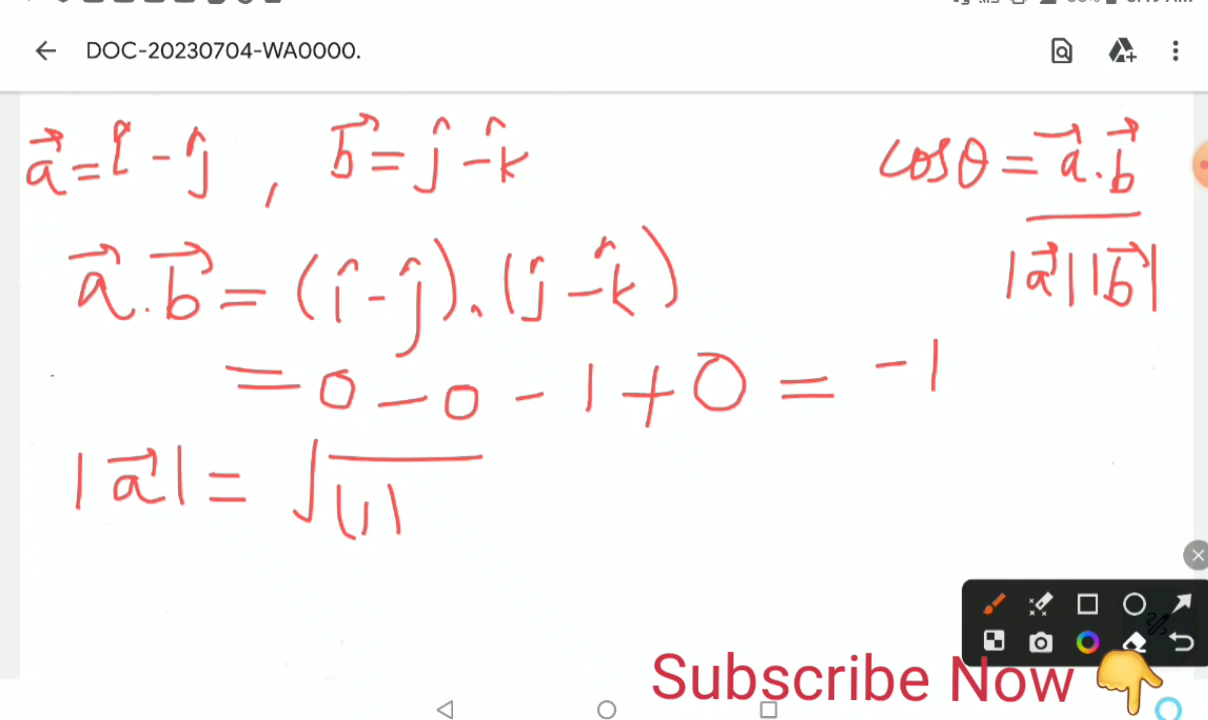 DOC-20230704-WA0000.
a⃗ = î - ĵ , b⃗ = ĵ - k̂
cosθ = a⃗.b⃗ / |a⃗||b⃗|
a⃗.b⃗ = (î - ĵ).(ĵ - k̂)
= 0 - 0 - 1 + 0 = -1
|a⃗| = √(1)
Subscribe Now